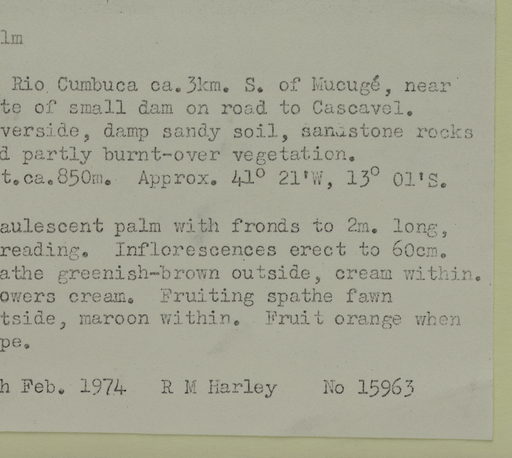 lm
Rio Cumbuca ca.3km. S. of Mucugé, near
te of small dam on road to Cascavel.
verside, damp sandy soil, sandstone rocks
d partly burnt-over vegetation.
t.ca.850m. Approx. 41° 21'W, 13° 01'S.
aulescent palm with fronds to 2m. long,
reading. Inflorescences erect to 60cm.
athe greenish-brown outside, cream within.
owers cream. Fruiting spathe fawn
tside, maroon within. Fruit orange when
pe.
h Feb. 1974 R M Harley No 15963